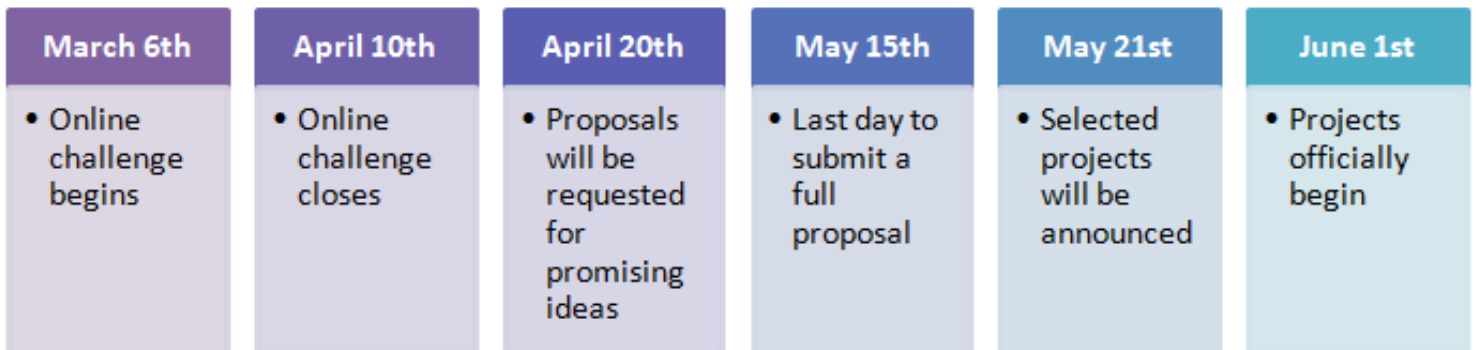 March 6th
• Online
challenge
begins
April 10th
• Online
challenge
closes
April 20th
• Proposals
will be
requested
for
promising
ideas
May 15th
• Last day to
submit a
full
proposal
May 21st
• Selected
projects
will be
announced
June 1st
• Projects
officially
begin